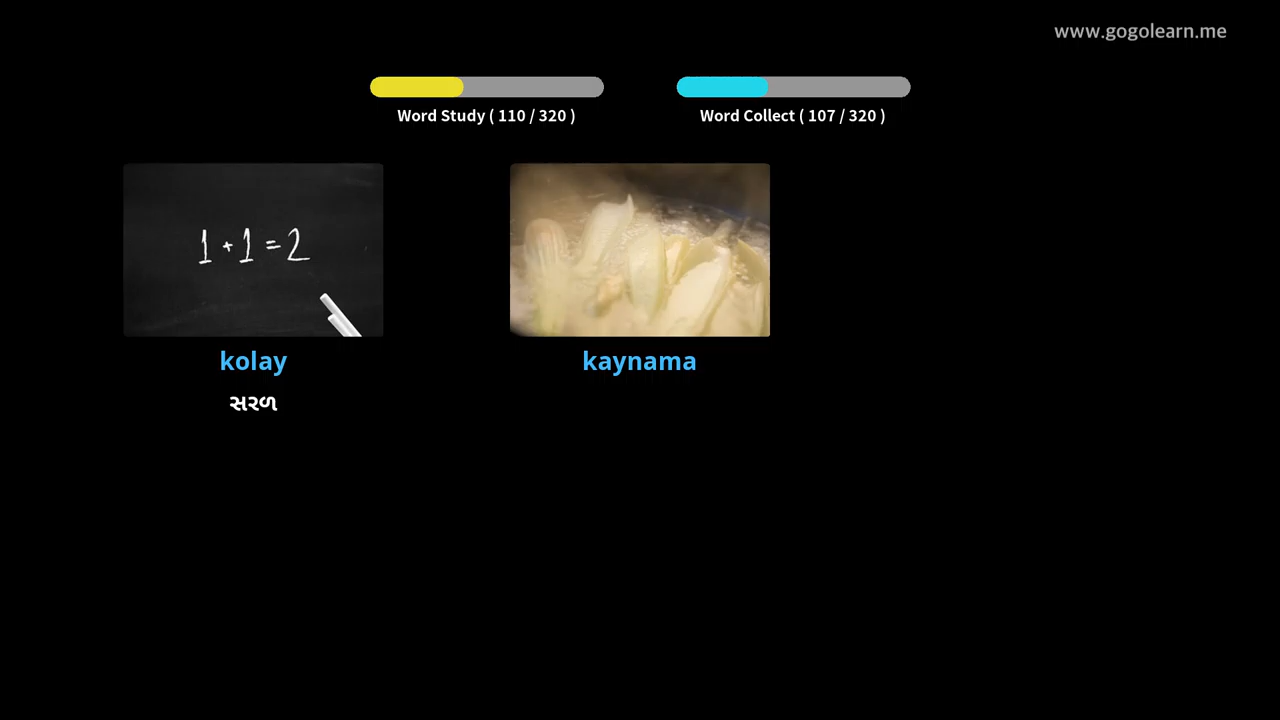 www.gogolearn.me
Word Study ( 110 / 320 )
Word Collect ( 107 / 320 )
1 + 1 = 2
kolay
kaynama
સરળ